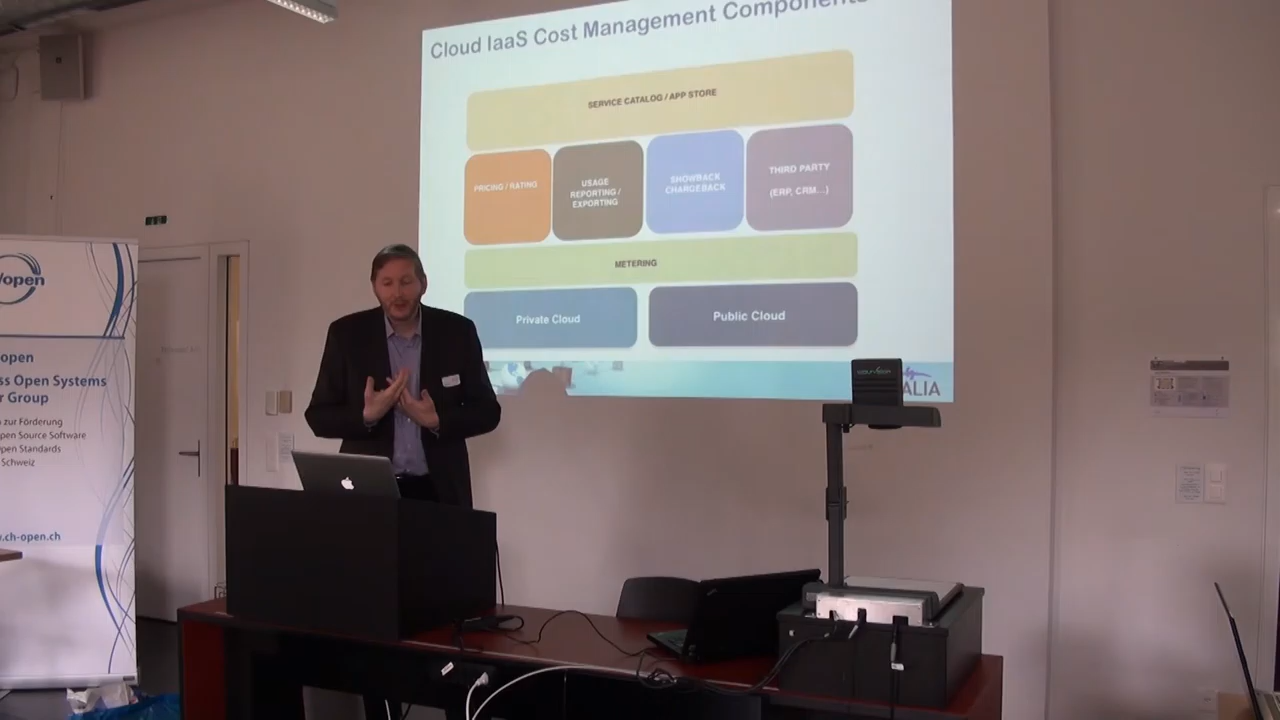 Cloud IaaS Cost Management Components
SERVICE CATALOG / APP STORE
PRICING / RATING
USAGE
REPORTING /
EXPORTING
SHOWBACK
CHARGEBACK
THIRD PARTY
(ERP, CRM...)
METERING
Private Cloud
Public Cloud
ALIA
/open
open
ss Open Systems
r Group
zur Förderung
pen Source Software
pen Standards
Schweiz
.ch-open.ch